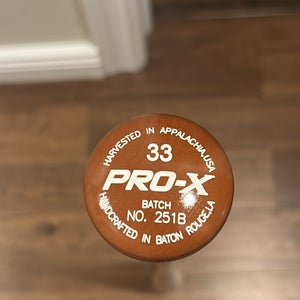 HARVESTED IN APPALACHIA,USA
33
PRO-X
BATCH
NO. 251B
HANDCRAFTED IN BATON ROUGE,LA